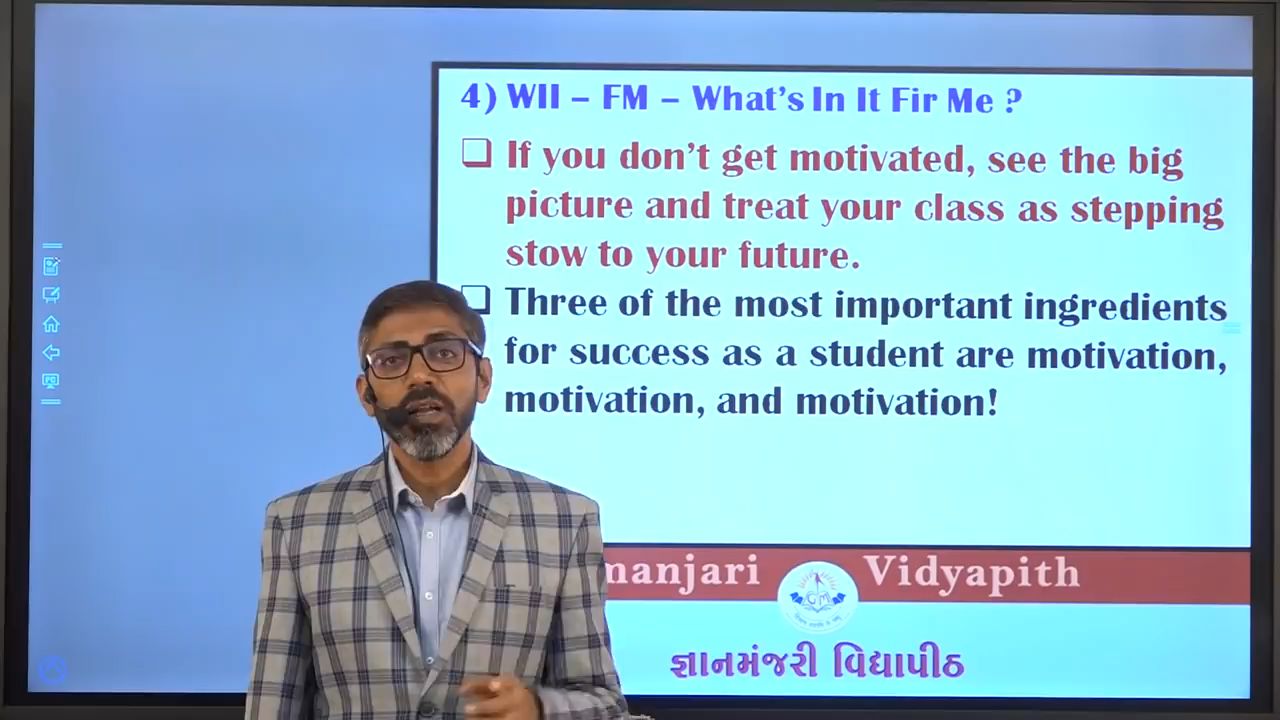 4) WII – FM – What's In It Fir Me ?
If you don't get motivated, see the big
picture and treat your class as stepping
stow to your future.
Three of the most important ingredients
for success as a student are motivation,
motivation, and motivation!
manjari Vidyapith
GM
જ્ઞાનમંજરી વિદ્યાપીઠ